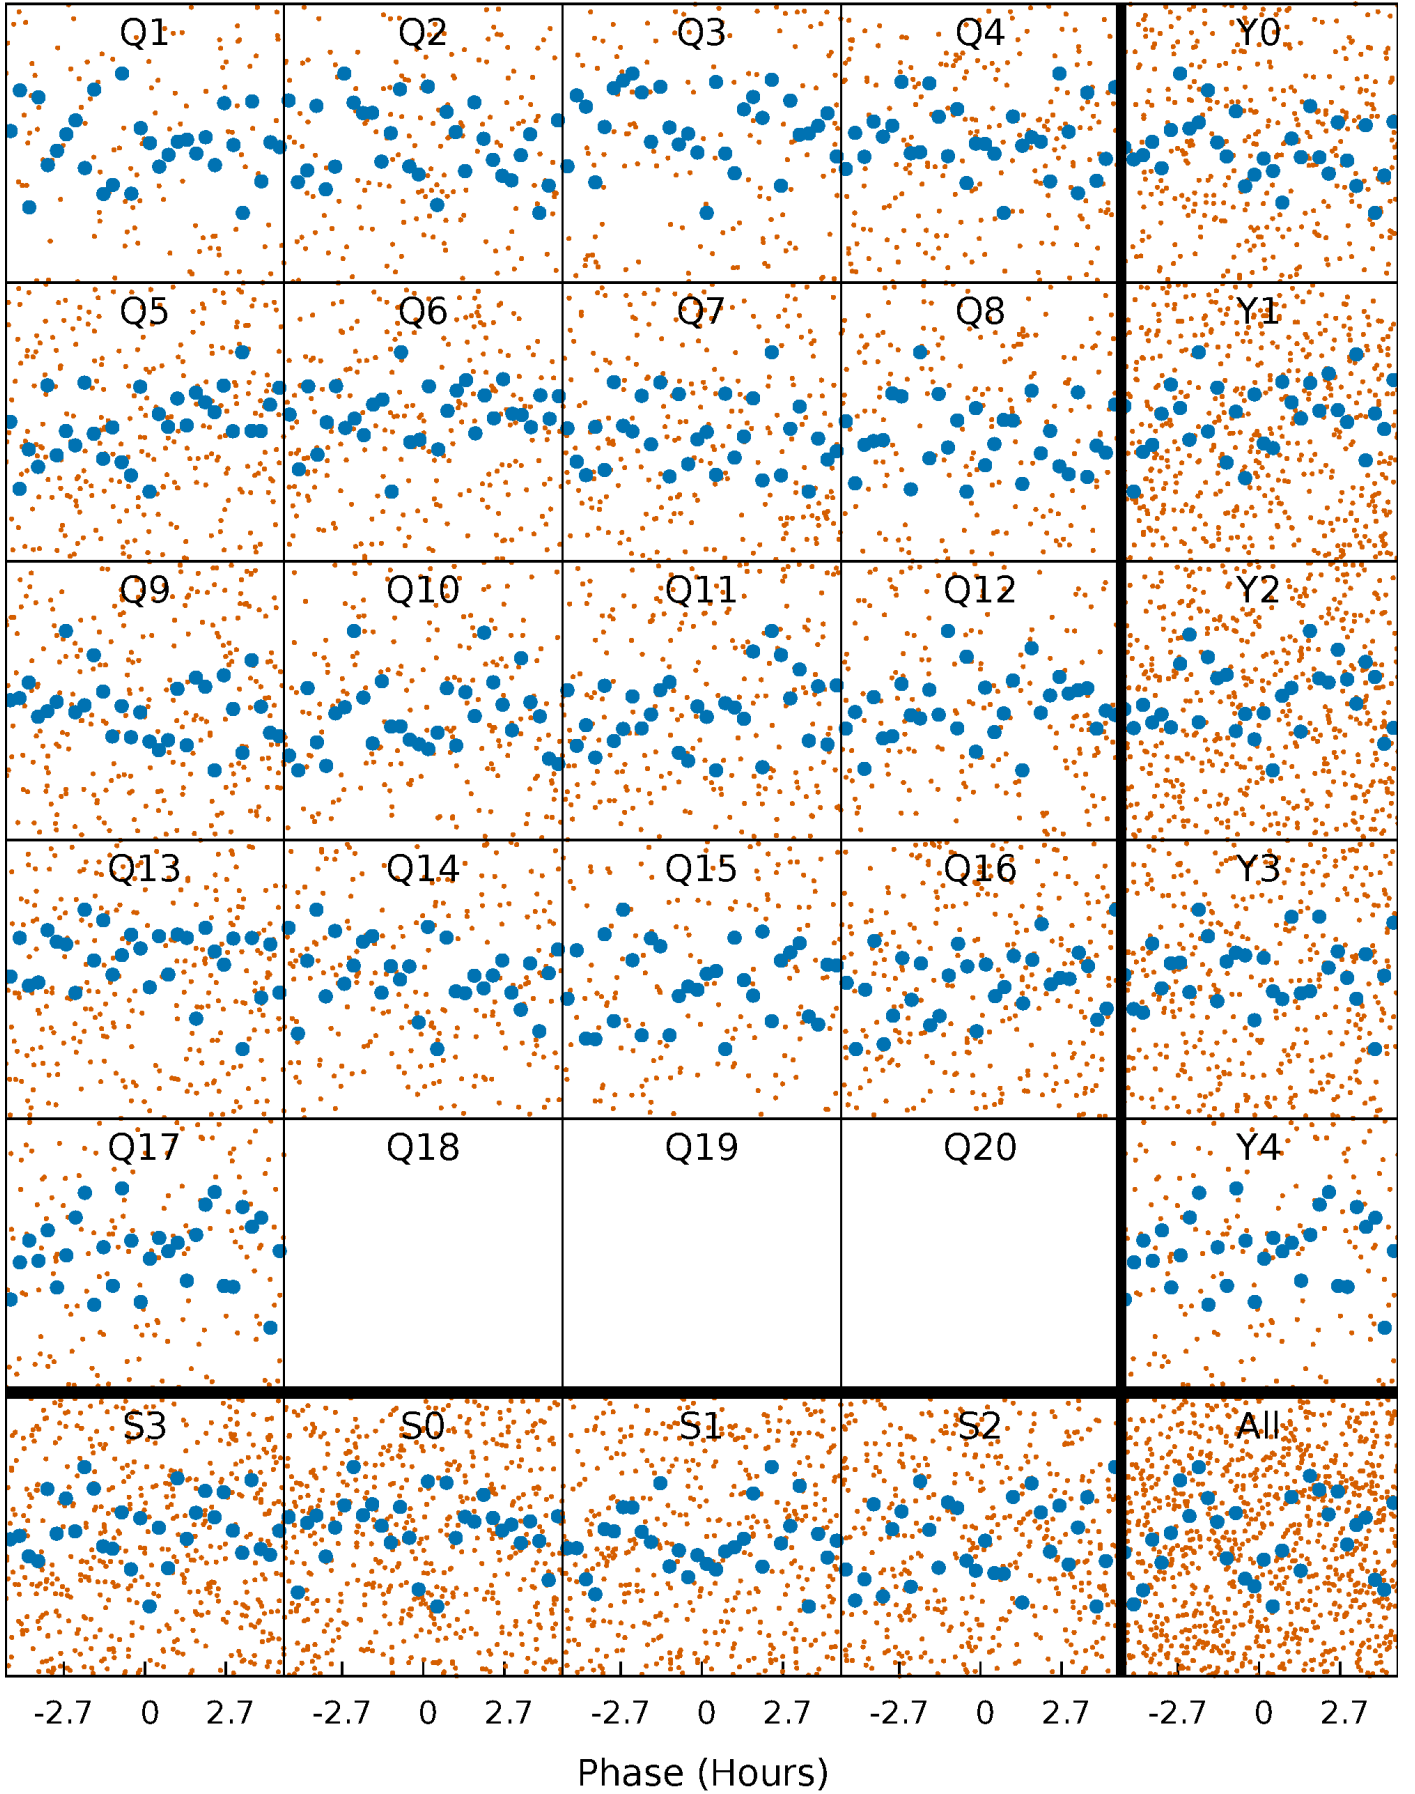 Q1 Q2 Q3 Q4 Y0
Q5 Q6 Q7 Q8 Y1
Q9 Q10 Q11 Q12 Y2
Q13 Q14 Q15 Q16 Y3
Q17 Q18 Q19 Q20 Y4
S3 S0 S1 S2 All
-2.7 0 2.7 -2.7 0 2.7 -2.7 0 2.7 -2.7 0 2.7 -2.7 0 2.7
Phase (Hours)